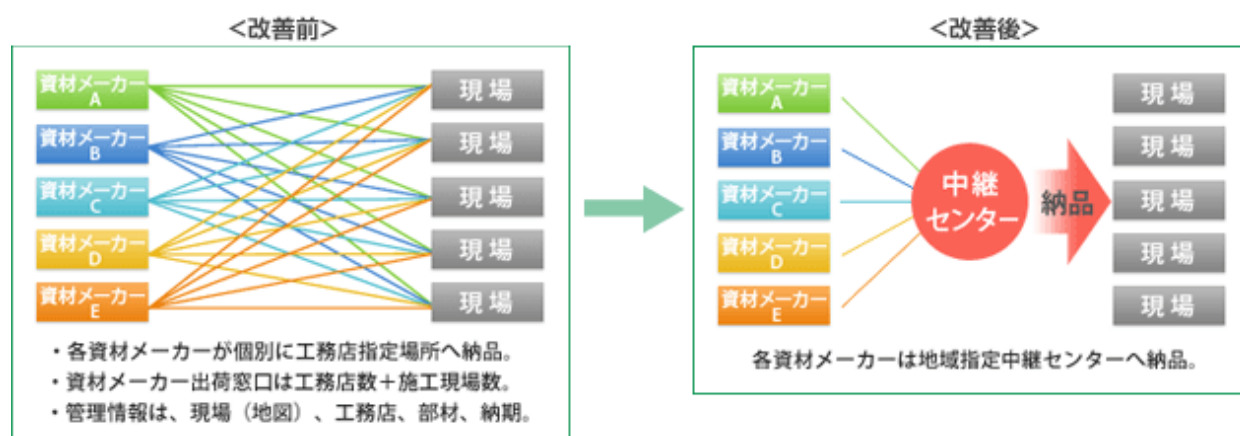 <改善前>
資材メーカー
A
現場
資材メーカー
B
現場
資材メーカー
C
現場
資材メーカー
D
現場
資材メーカー
E
現場
・各資材メーカーが個別に工務店指定場所へ納品。
・資材メーカー出荷窓口は工務店数＋施工現場数。
・管理情報は、現場（地図）、工務店、部材、納期。
<改善後>
資材メーカー
A
資材メーカー
B
資材メーカー
C
資材メーカー
D
資材メーカー
E
中継
センター
納品
現場
現場
現場
現場
現場
各資材メーカーは地域指定中継センターへ納品。